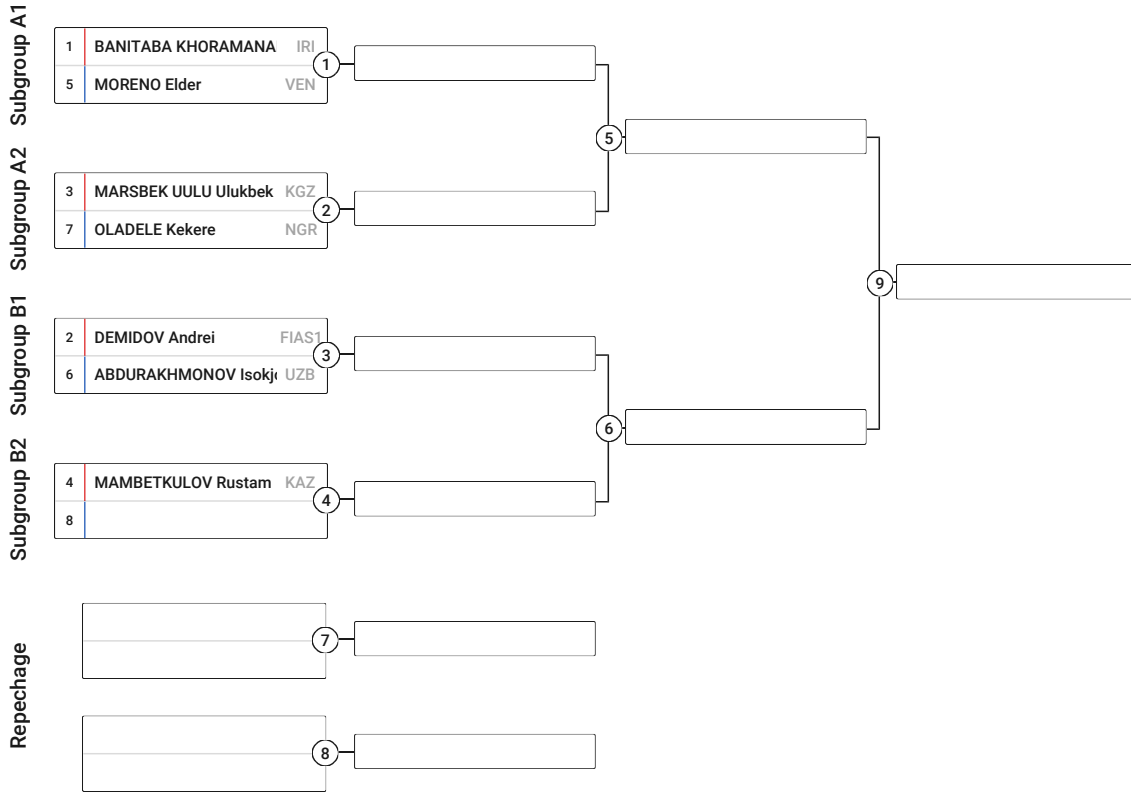 Subgroup A1
1 BANITABA KHORAMANA IRI
5 MORENO Elder VEN
1
5
Subgroup A2
3 MARSBEK UULU Ulukbek KGZ
7 OLADELE Kekere NGR
2
9
Subgroup B1
2 DEMIDOV Andrei FIAS1
6 ABDURAKHMONOV Isokj UZB
3
6
Subgroup B2
4 MAMBETKULOV Rustam KAZ
8
4
Repechage
7
8